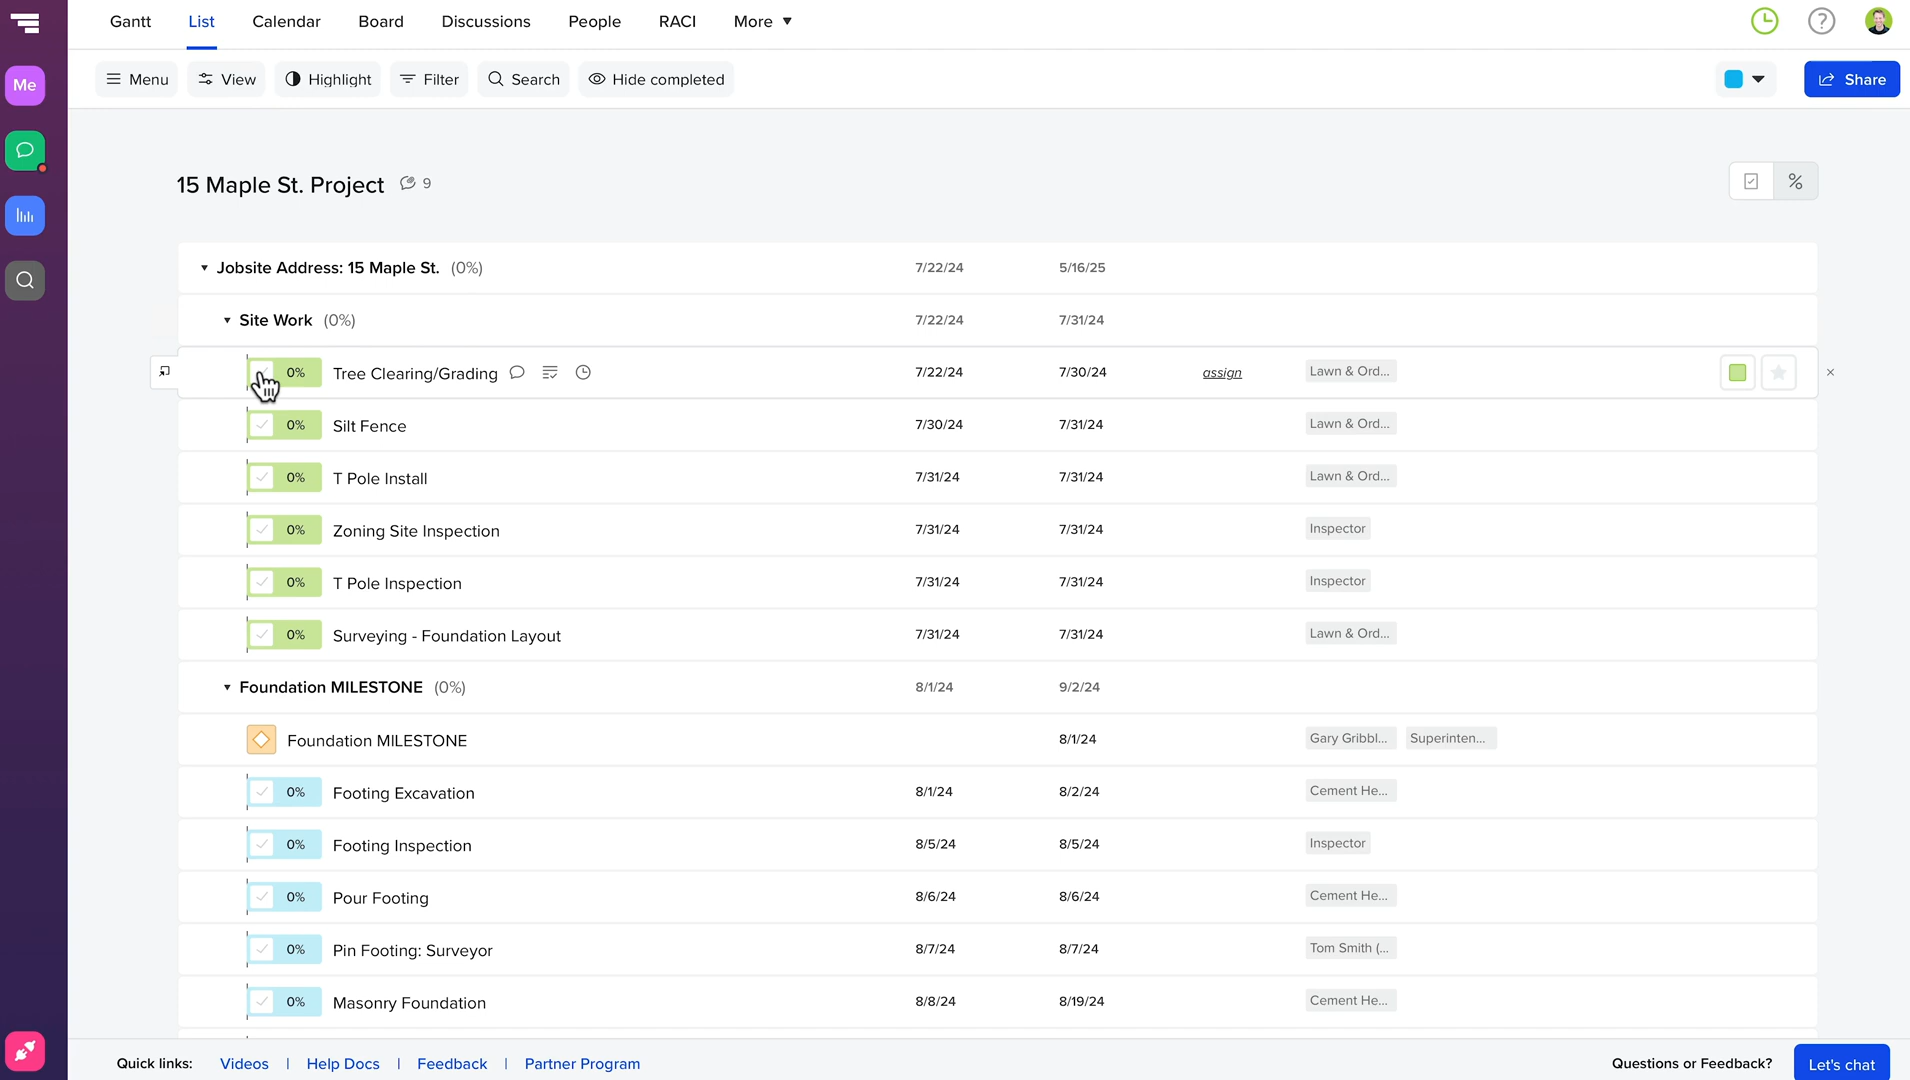 Gantt List Calendar Board Discussions People RACI More
Me
Menu View Highlight Filter Search Hide completed Share
15 Maple St. Project 9 %
Jobsite Address: 15 Maple St. (0%) 7/22/24 5/16/25
Site Work (0%) 7/22/24 7/31/24
0% Tree Clearing/Grading 7/22/24 7/30/24 assign Lawn & Ord...
0% Silt Fence 7/30/24 7/31/24 Lawn & Ord...
0% T Pole Install 7/31/24 7/31/24 Lawn & Ord...
0% Zoning Site Inspection 7/31/24 7/31/24 Inspector
0% T Pole Inspection 7/31/24 7/31/24 Inspector
0% Surveying - Foundation Layout 7/31/24 7/31/24 Lawn & Ord...
Foundation MILESTONE (0%) 8/1/24 9/2/24
Foundation MILESTONE 8/1/24 Gary Gribbl... Superinten...
0% Footing Excavation 8/1/24 8/2/24 Cement He...
0% Footing Inspection 8/5/24 8/5/24 Inspector
0% Pour Footing 8/6/24 8/6/24 Cement He...
0% Pin Footing: Surveyor 8/7/24 8/7/24 Tom Smith (...
0% Masonry Foundation 8/8/24 8/19/24 Cement He...
Quick links: Videos | Help Docs | Feedback | Partner Program Questions or Feedback? Let's chat